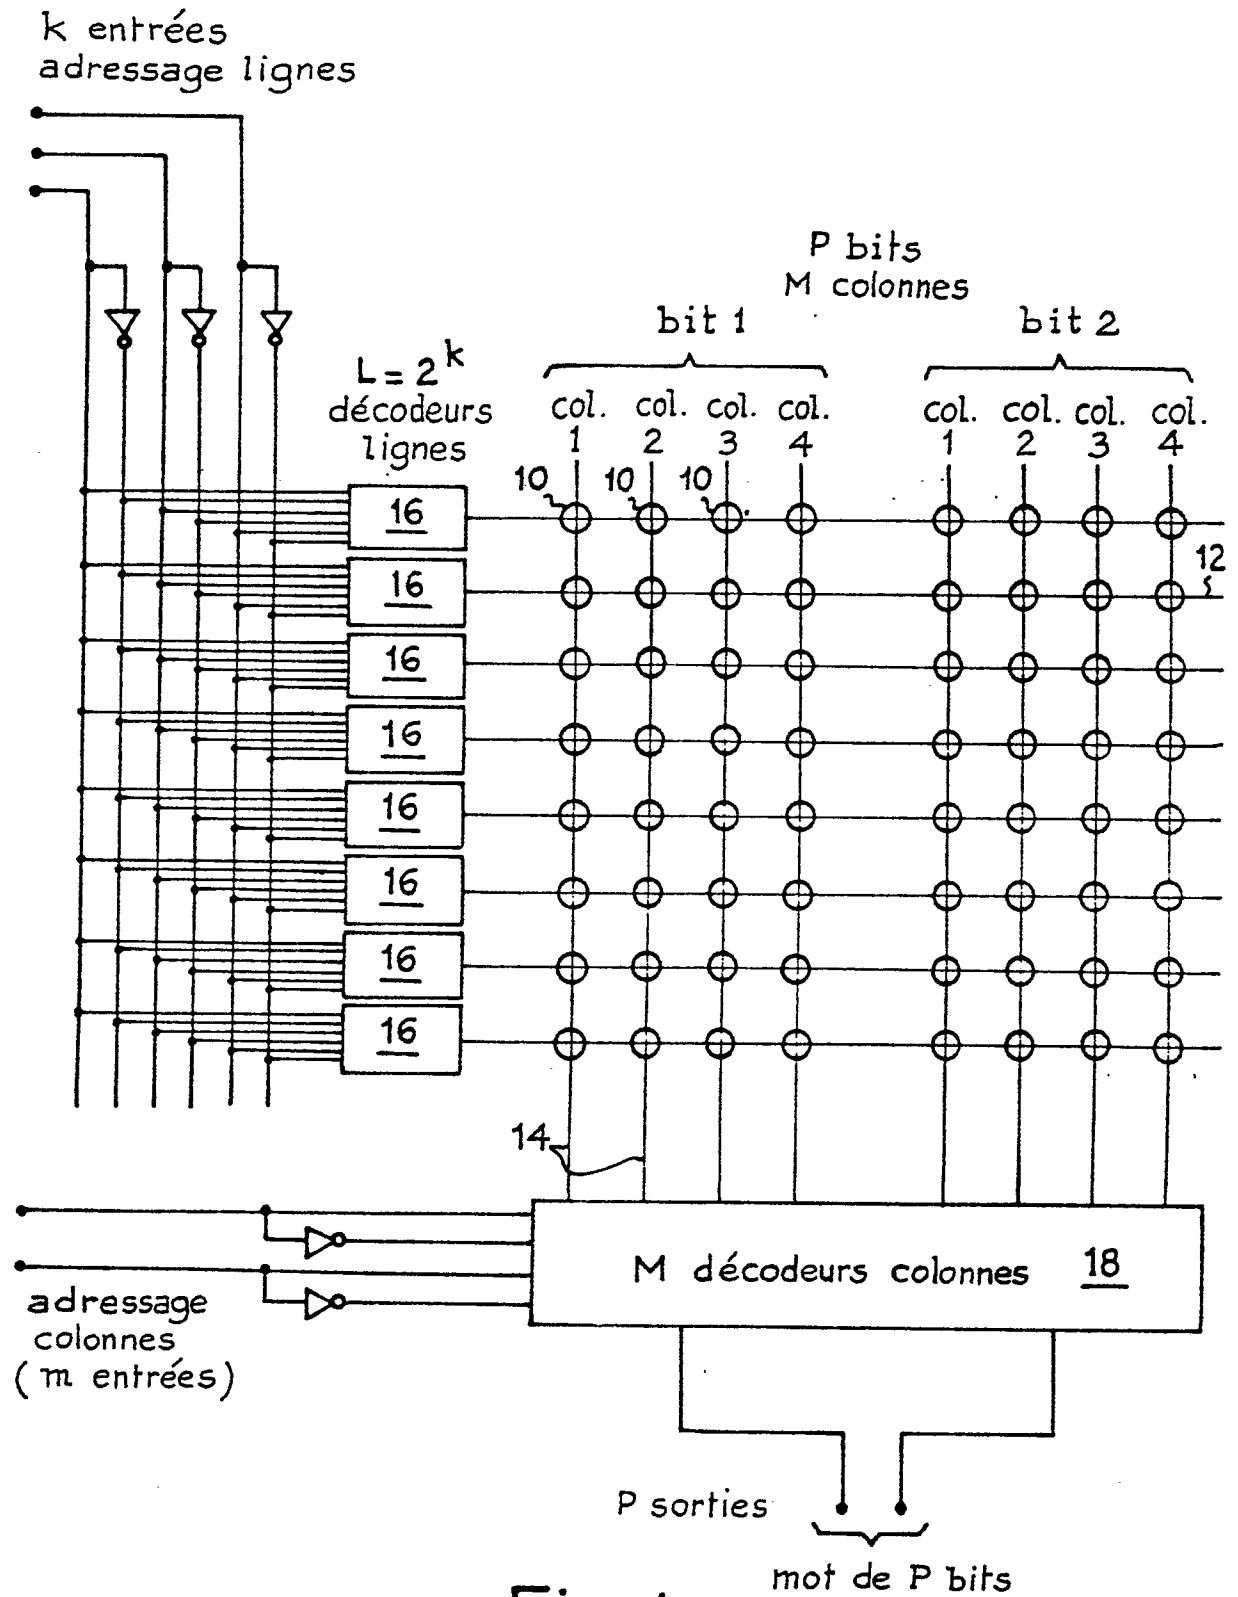 k entrées
adressage lignes
P bits
M colonnes
bit 1
bit 2
L = 2^k
décodeurs
lignes
col. col. col. col.
1 2 3 4
col. col. col. col.
1 2 3 4
10 10 10
16
12
16
16
16
16
16
16
16
14
M décodeurs colonnes 18
adressage
colonnes
(m entrées)
P sorties
mot de P bits